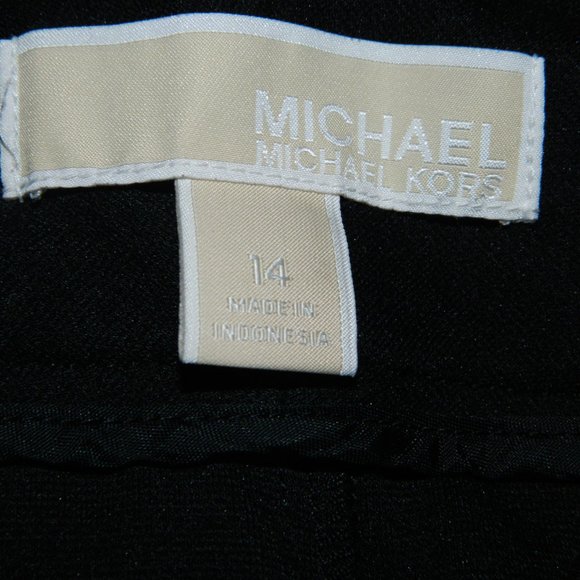 MICHAEL
MICHAEL KORS
14
MADE IN
INDONESIA